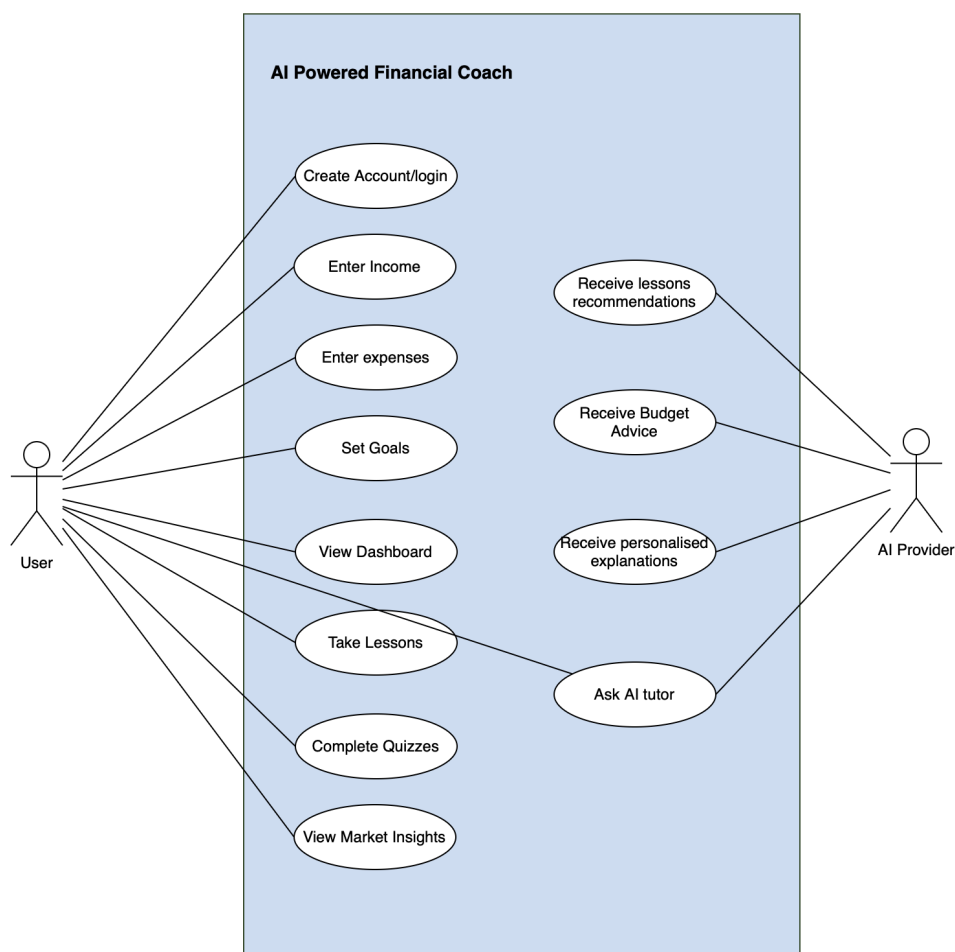 AI Powered Financial Coach
Create Account/login
Enter Income
Enter expenses
Set Goals
View Dashboard
Take Lessons
Complete Quizzes
View Market Insights
Receive lessons
recommendations
Receive Budget
Advice
Receive personalised
explanations
Ask AI tutor
User
AI Provider